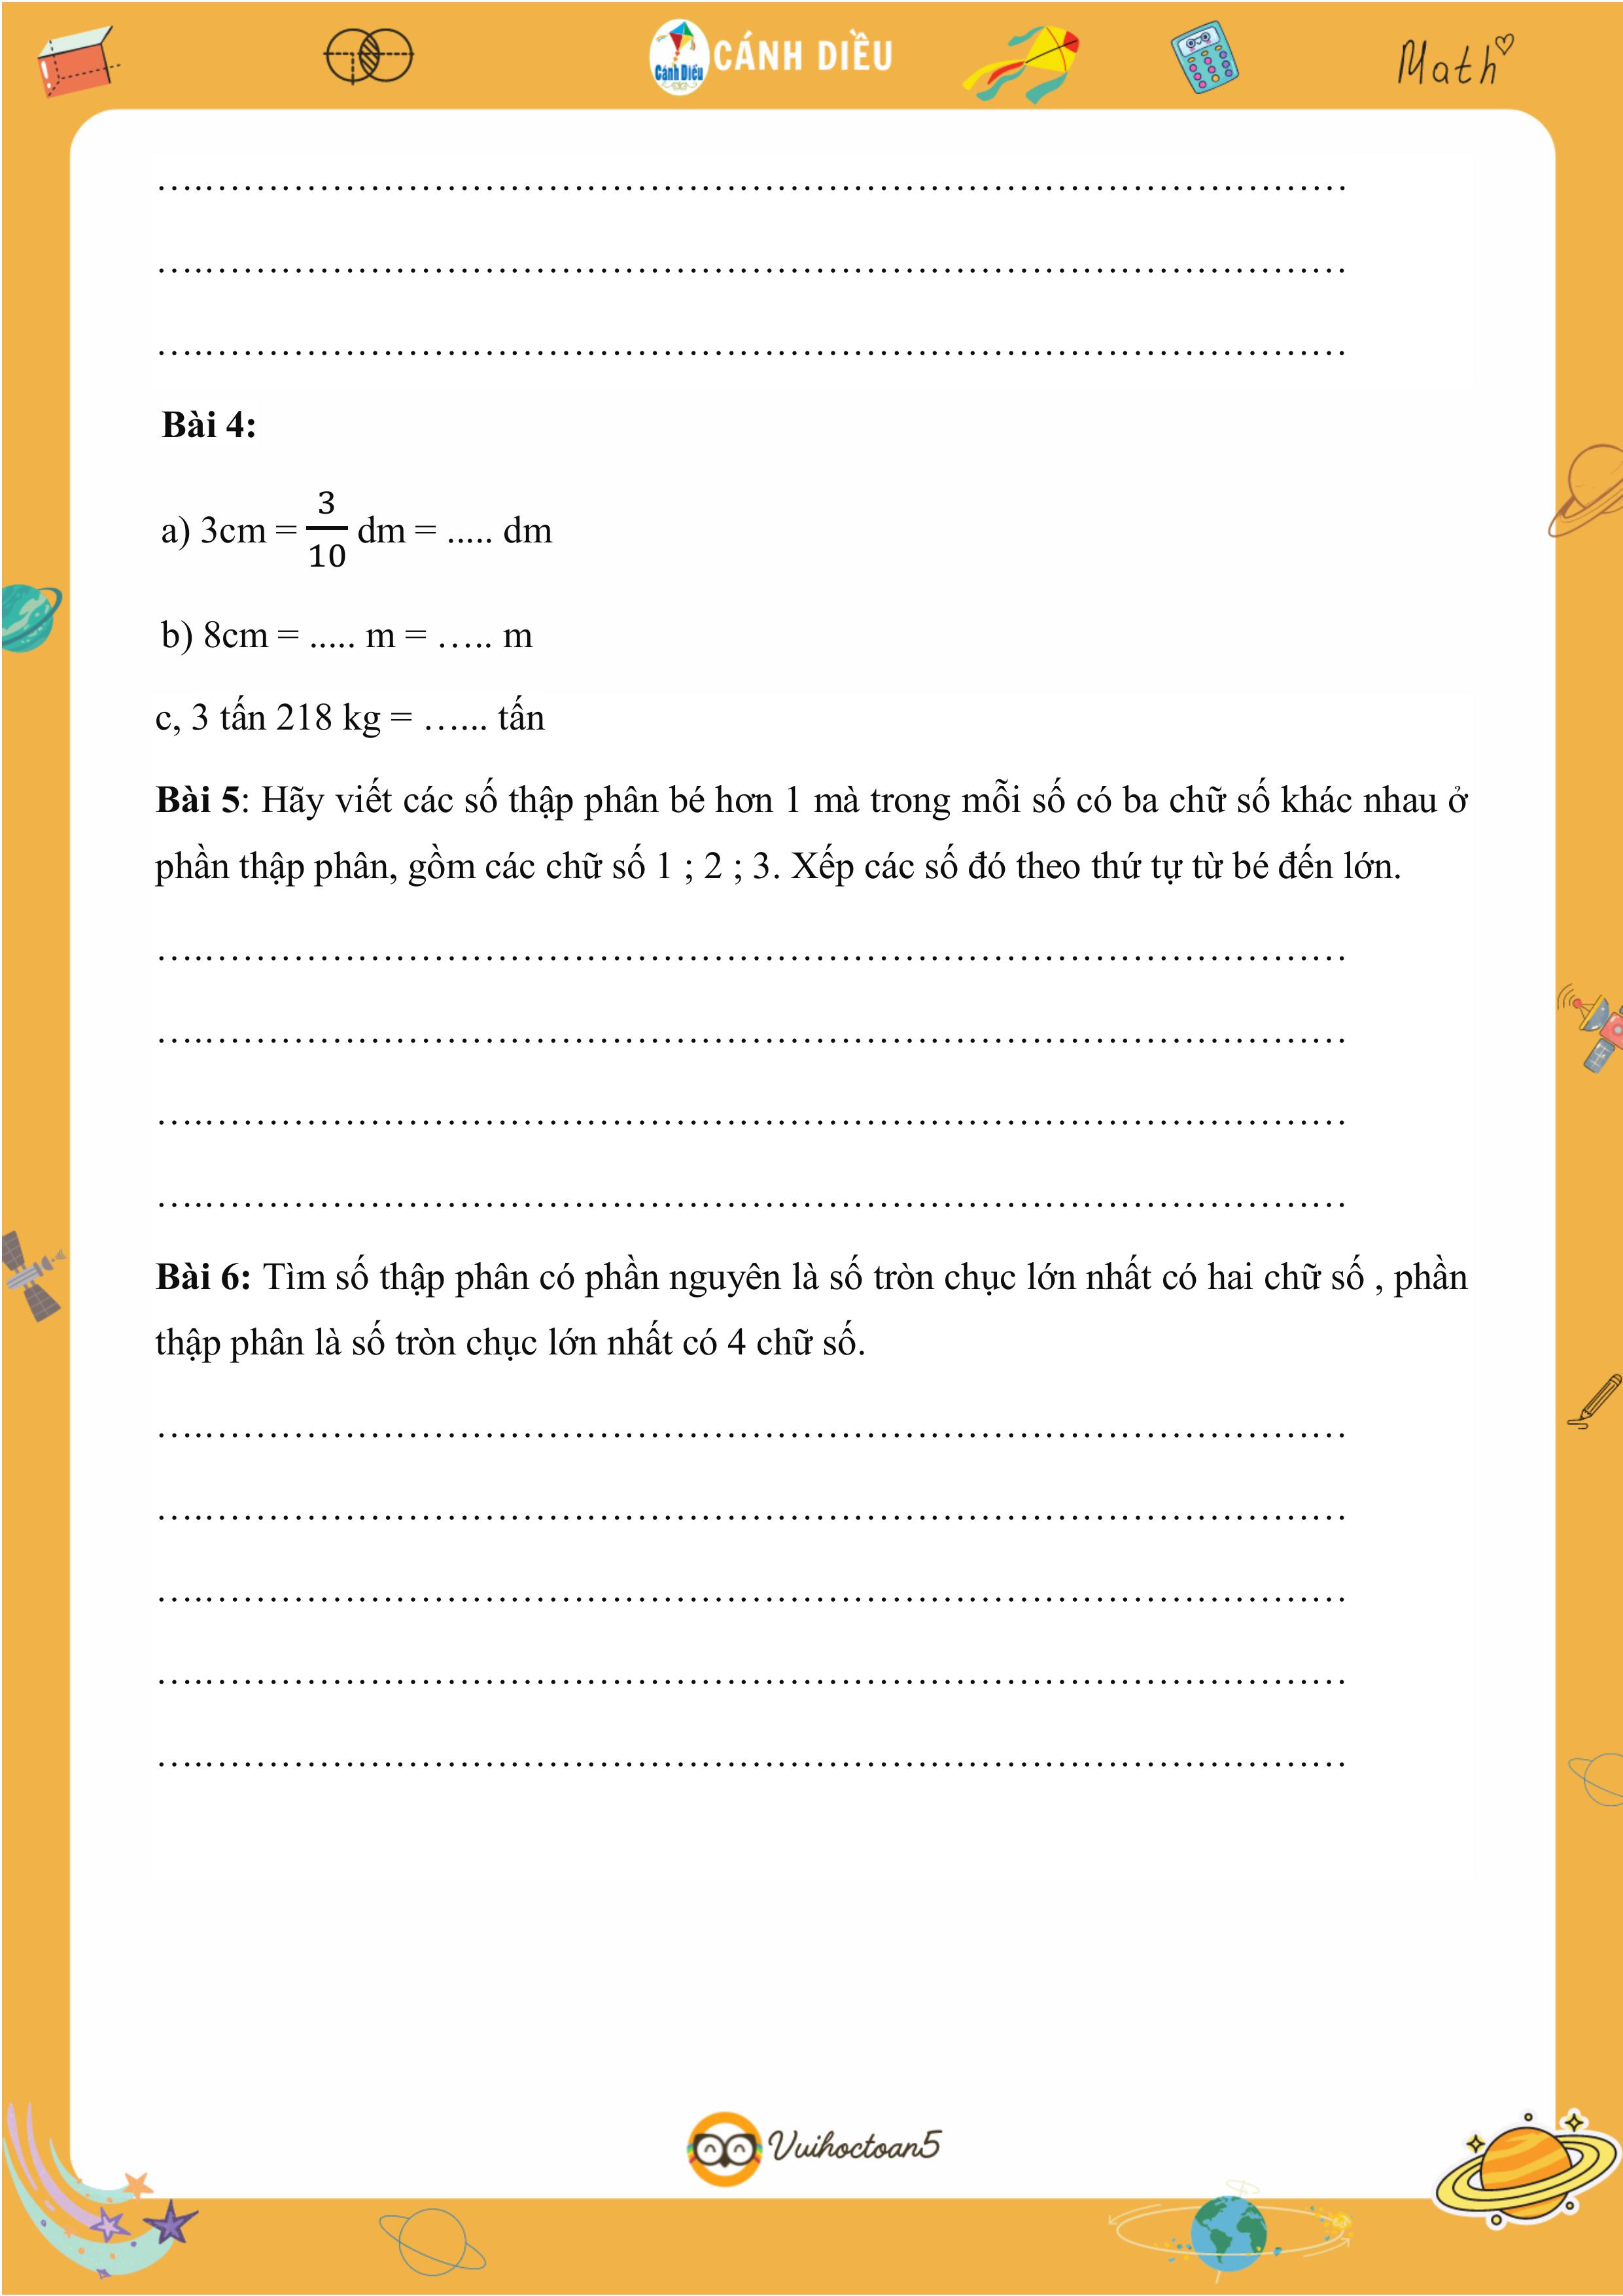 Cánh Diều CÁNH DIỀU Math
……………………………………………………………………………………
……………………………………………………………………………………
……………………………………………………………………………………
Bài 4:
a) 3cm = 3/10 dm = ..... dm
b) 8cm = ..... m = ….. m
c, 3 tấn 218 kg = …... tấn
Bài 5: Hãy viết các số thập phân bé hơn 1 mà trong mỗi số có ba chữ số khác nhau ở
phần thập phân, gồm các chữ số 1 ; 2 ; 3. Xếp các số đó theo thứ tự từ bé đến lớn.
……………………………………………………………………………………
……………………………………………………………………………………
……………………………………………………………………………………
……………………………………………………………………………………
Bài 6: Tìm số thập phân có phần nguyên là số tròn chục lớn nhất có hai chữ số , phần
thập phân là số tròn chục lớn nhất có 4 chữ số.
……………………………………………………………………………………
……………………………………………………………………………………
……………………………………………………………………………………
……………………………………………………………………………………
……………………………………………………………………………………
Vuihoctoan5